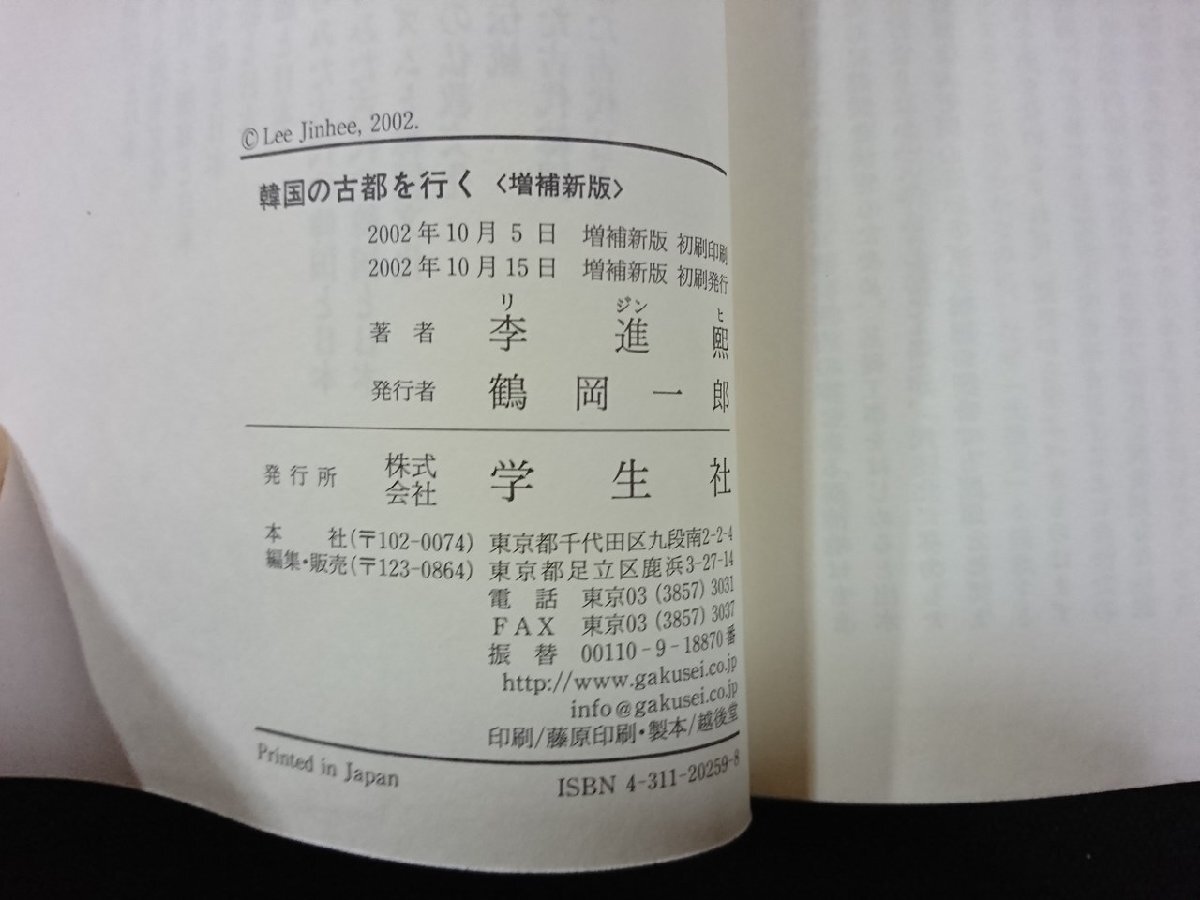 ©Lee Jinhee, 2002.
韓国の古都を行く〈増補新版〉
2002年10月 5 日 増補新版 初刷印刷
2002年10月15日 増補新版 初刷発行
リ ジン ヒ
著 者 李 進 熙
発行者 鶴 岡 一 郎
発行所 株式会社 学 生 社
本 社(〒102-0074) 東京都千代田区九段南2-2-4
編集・販売(〒123-0864) 東京都足立区鹿浜3-27-14
電 話 東京03 (3857) 3031
FAX 東京03 (3857) 3037
振 替 00110-9-18870番
http://www.gakusei.co.jp
info@gakusei.co.jp
印刷/藤原印刷・製本/越後堂
Printed in Japan ISBN 4-311-20259-8